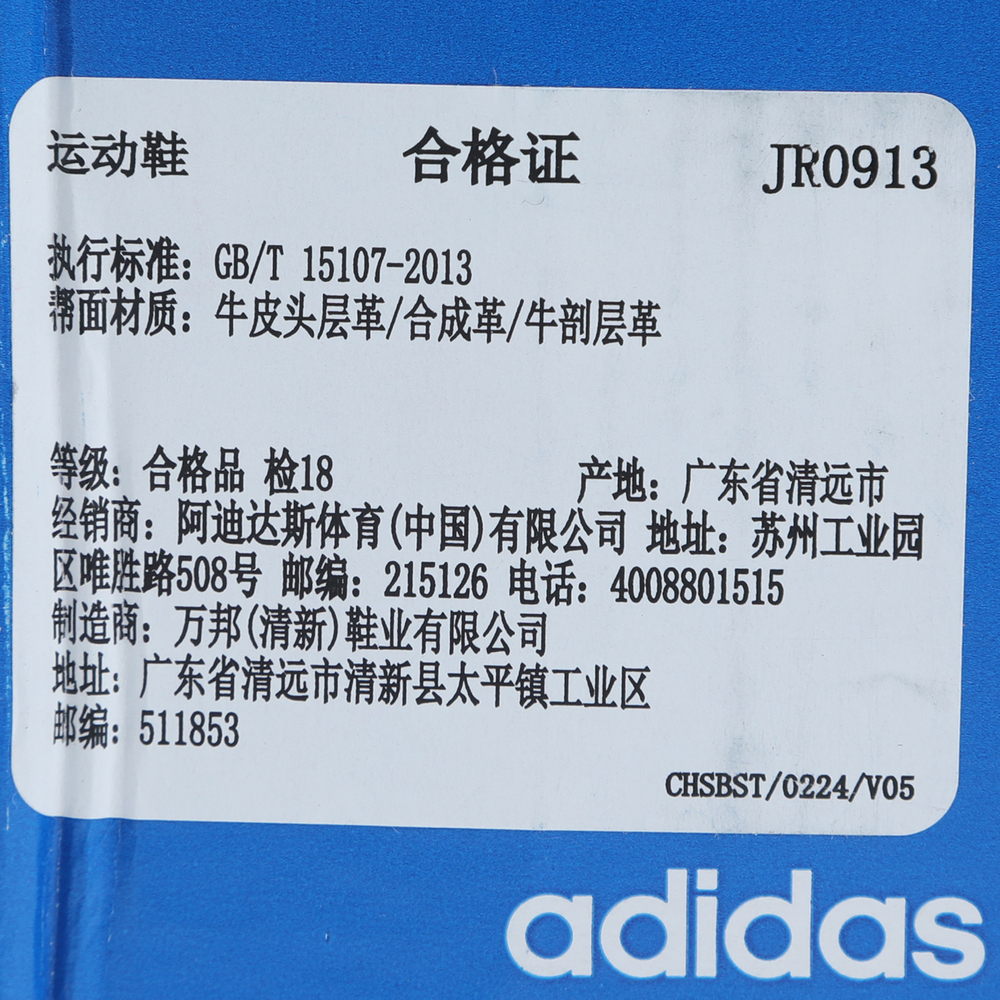 运动鞋 合格证 JR0913
执行标准：GB/T 15107-2013
帮面材质：牛皮头层革/合成革/牛剖层革
等级：合格品 检18 产地：广东省清远市
经销商：阿迪达斯体育(中国)有限公司 地址：苏州工业园
区唯胜路508号 邮编：215126 电话：4008801515
制造商：万邦(清新)鞋业有限公司
地址：广东省清远市清新县太平镇工业区
邮编：511853
CHSBST/0224/V05
adidas